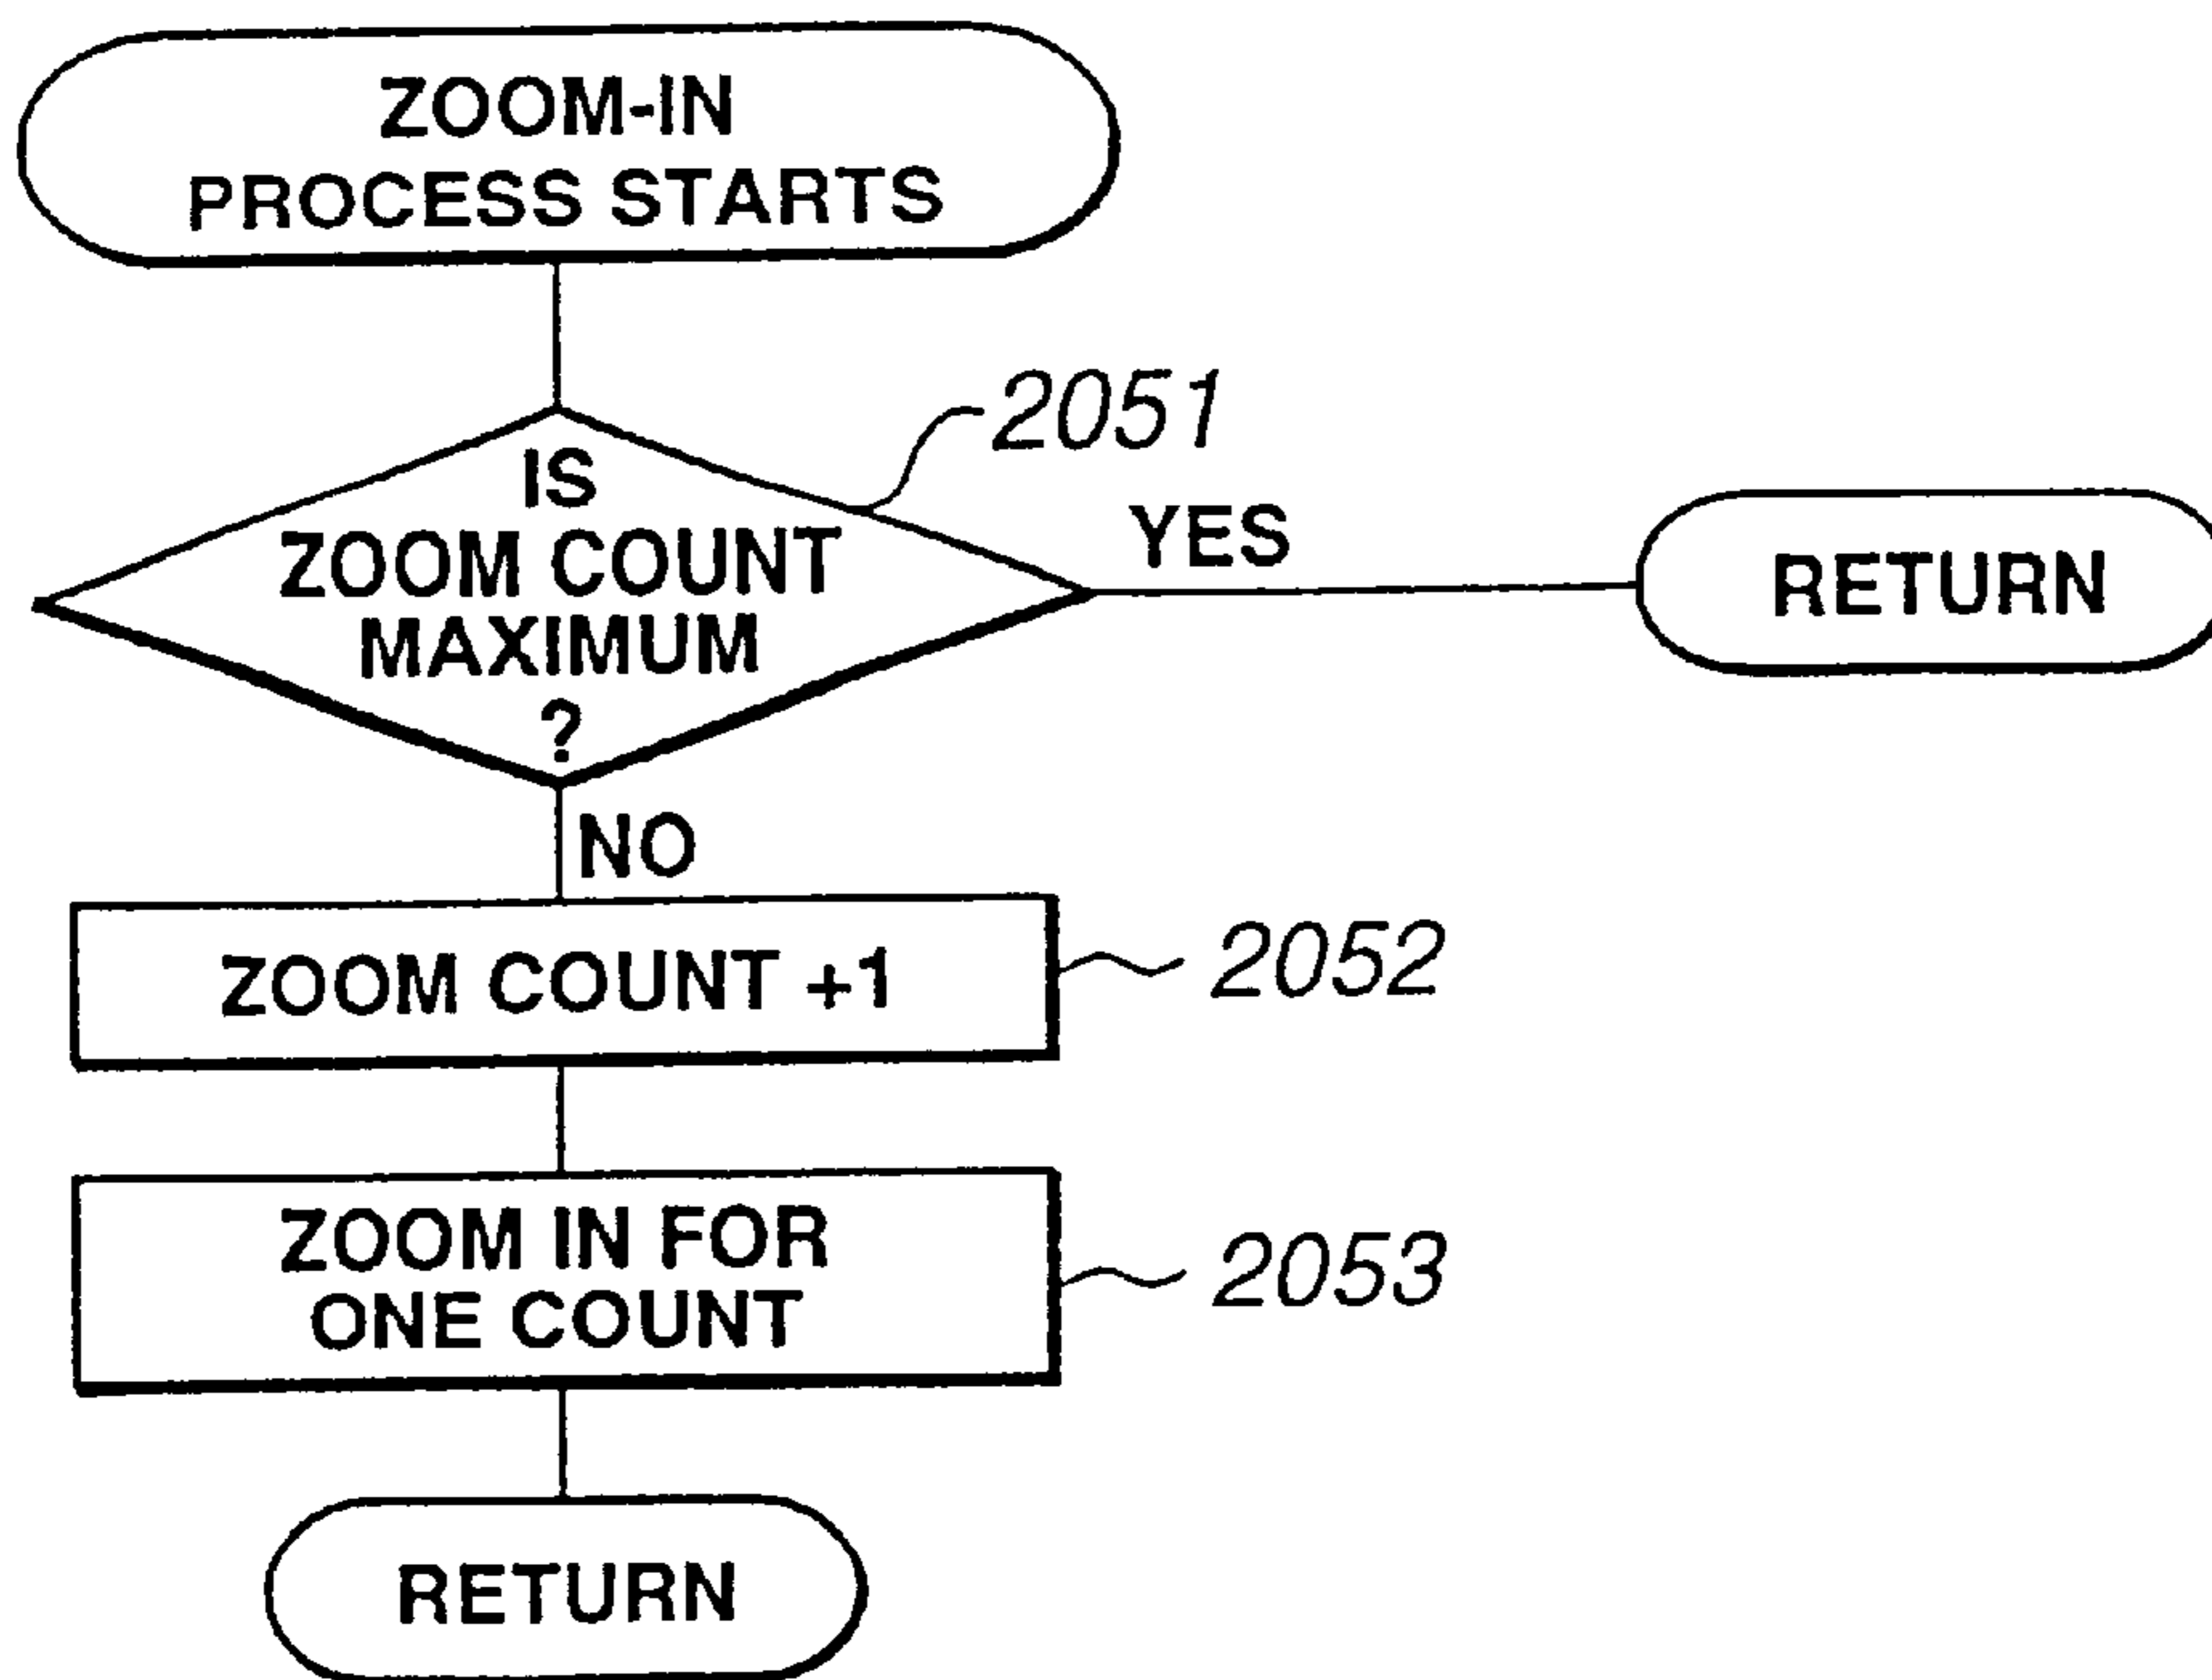 ZOOM-IN
PROCESS STARTS
2051
IS
ZOOM COUNT
MAXIMUM
?
YES
RETURN
NO
ZOOM COUNT +1
2052
ZOOM IN FOR
ONE COUNT
2053
RETURN